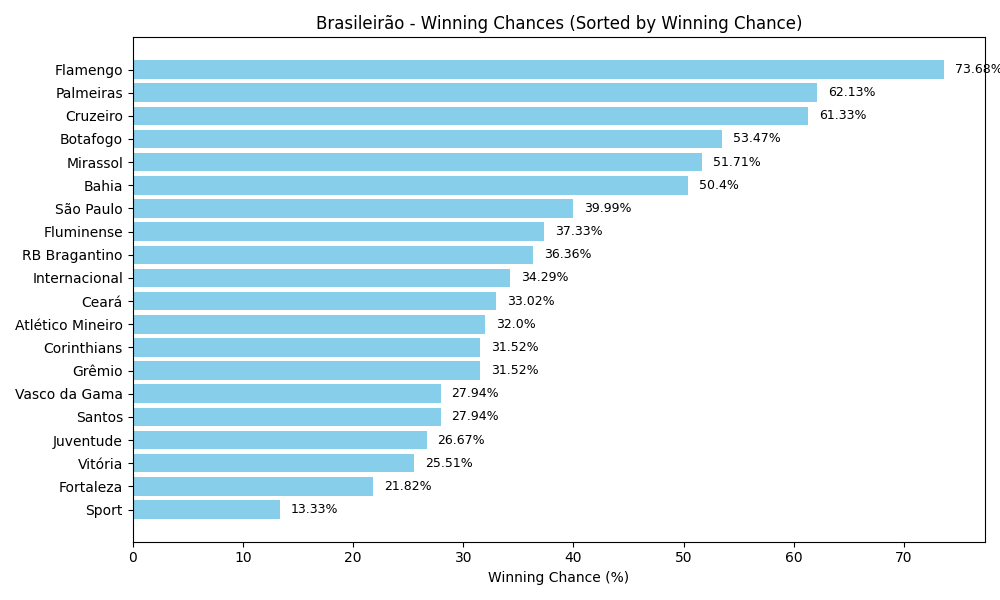 Brasileirão - Winning Chances (Sorted by Winning Chance)
Flamengo 73.68%
Palmeiras 62.13%
Cruzeiro 61.33%
Botafogo 53.47%
Mirassol 51.71%
Bahia 50.4%
São Paulo 39.99%
Fluminense 37.33%
RB Bragantino 36.36%
Internacional 34.29%
Ceará 33.02%
Atlético Mineiro 32.0%
Corinthians 31.52%
Grêmio 31.52%
Vasco da Gama 27.94%
Santos 27.94%
Juventude 26.67%
Vitória 25.51%
Fortaleza 21.82%
Sport 13.33%
0 10 20 30 40 50 60 70
Winning Chance (%)